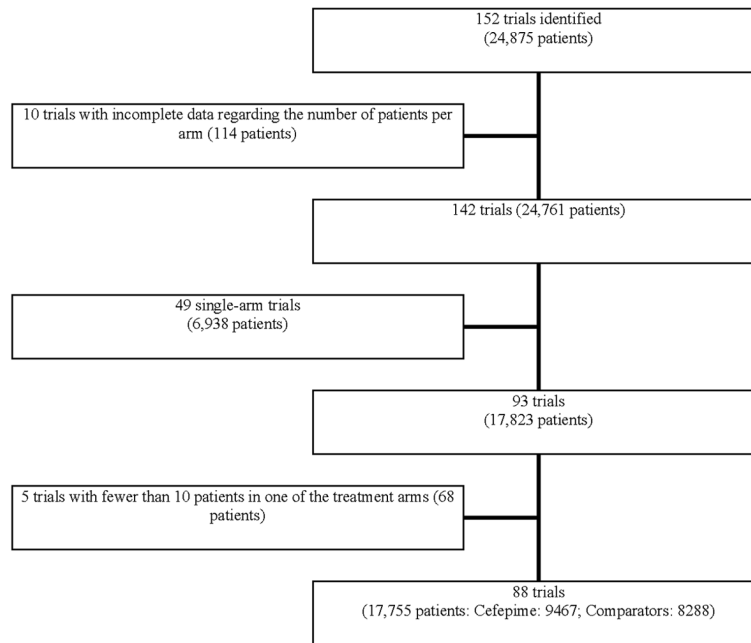 152 trials identified
(24,875 patients)
10 trials with incomplete data regarding the number of patients per
arm (114 patients)
142 trials (24,761 patients)
49 single-arm trials
(6,938 patients)
93 trials
(17,823 patients)
5 trials with fewer than 10 patients in one of the treatment arms (68
patients)
88 trials
(17,755 patients: Cefepime: 9467; Comparators: 8288)